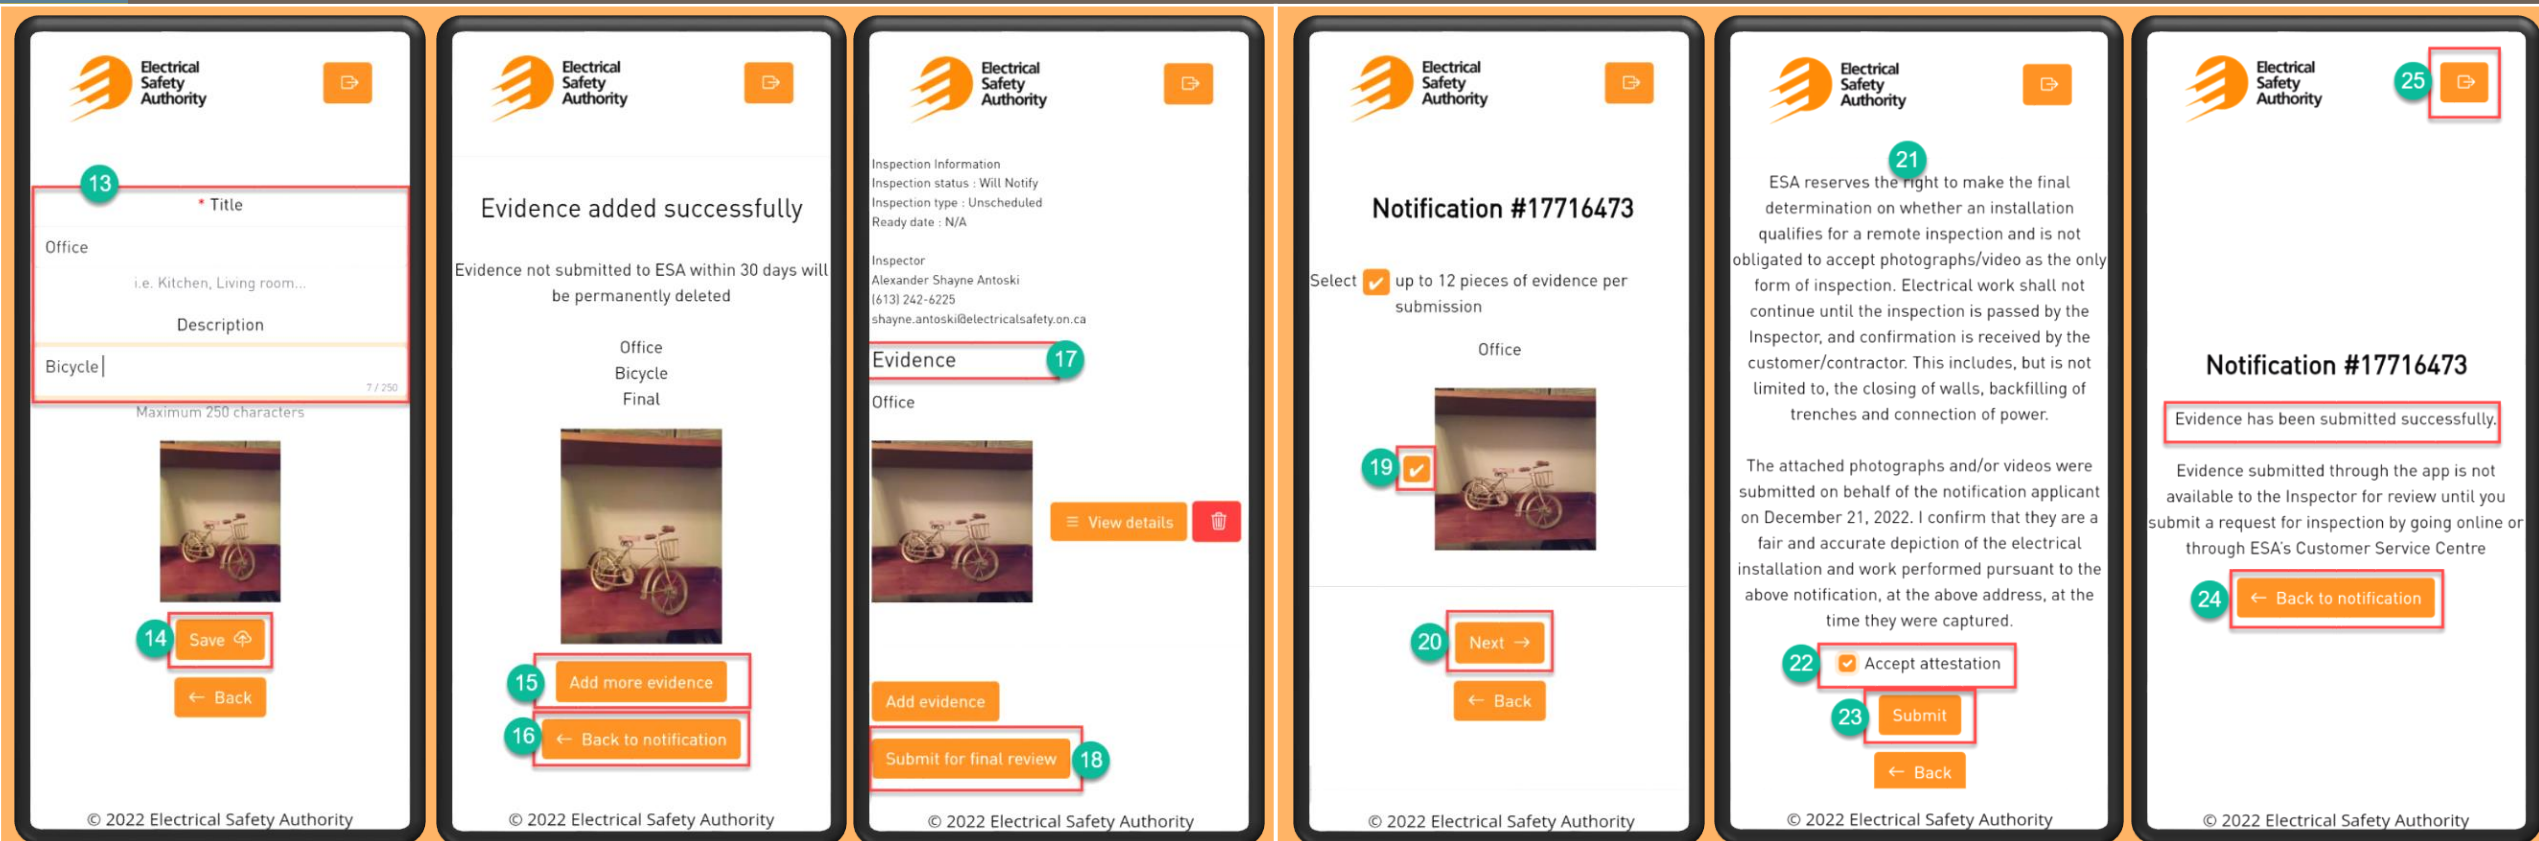 Electrical
Safety
Authority
13
* Title
Office
i.e. Kitchen, Living room...
Description
Bicycle
7 / 250
Maximum 250 characters
14
Save
← Back
© 2022 Electrical Safety Authority
Electrical
Safety
Authority
Evidence added successfully
Evidence not submitted to ESA within 30 days will
be permanently deleted
Office
Bicycle
Final
15
Add more evidence
16
← Back to notification
© 2022 Electrical Safety Authority
Electrical
Safety
Authority
Inspection Information
Inspection status : Will Notify
Inspection type : Unscheduled
Ready date : N/A
Inspector
Alexander Shayne Antoski
(613) 242-6225
shayne.antoski@electricalsafety.on.ca
Evidence
17
Office
View details
Add evidence
Submit for final review
18
© 2022 Electrical Safety Authority
Electrical
Safety
Authority
Notification #17716473
Select ✔ up to 12 pieces of evidence per
submission
Office
19
20
Next →
← Back
© 2022 Electrical Safety Authority
Electrical
Safety
Authority
21
ESA reserves the right to make the final
determination on whether an installation
qualifies for a remote inspection and is not
obligated to accept photographs/video as the only
form of inspection. Electrical work shall not
continue until the inspection is passed by the
Inspector, and confirmation is received by the
customer/contractor. This includes, but is not
limited to, the closing of walls, backfilling of
trenches and connection of power.
The attached photographs and/or videos were
submitted on behalf of the notification applicant
on December 21, 2022. I confirm that they are a
fair and accurate depiction of the electrical
installation and work performed pursuant to the
above notification, at the above address, at the
time they were captured.
22
Accept attestation
23
Submit
← Back
© 2022 Electrical Safety Authority
Electrical
Safety
Authority
25
Notification #17716473
Evidence has been submitted successfully.
Evidence submitted through the app is not
available to the Inspector for review until you
submit a request for inspection by going online or
through ESA's Customer Service Centre
24
← Back to notification
© 2022 Electrical Safety Authority